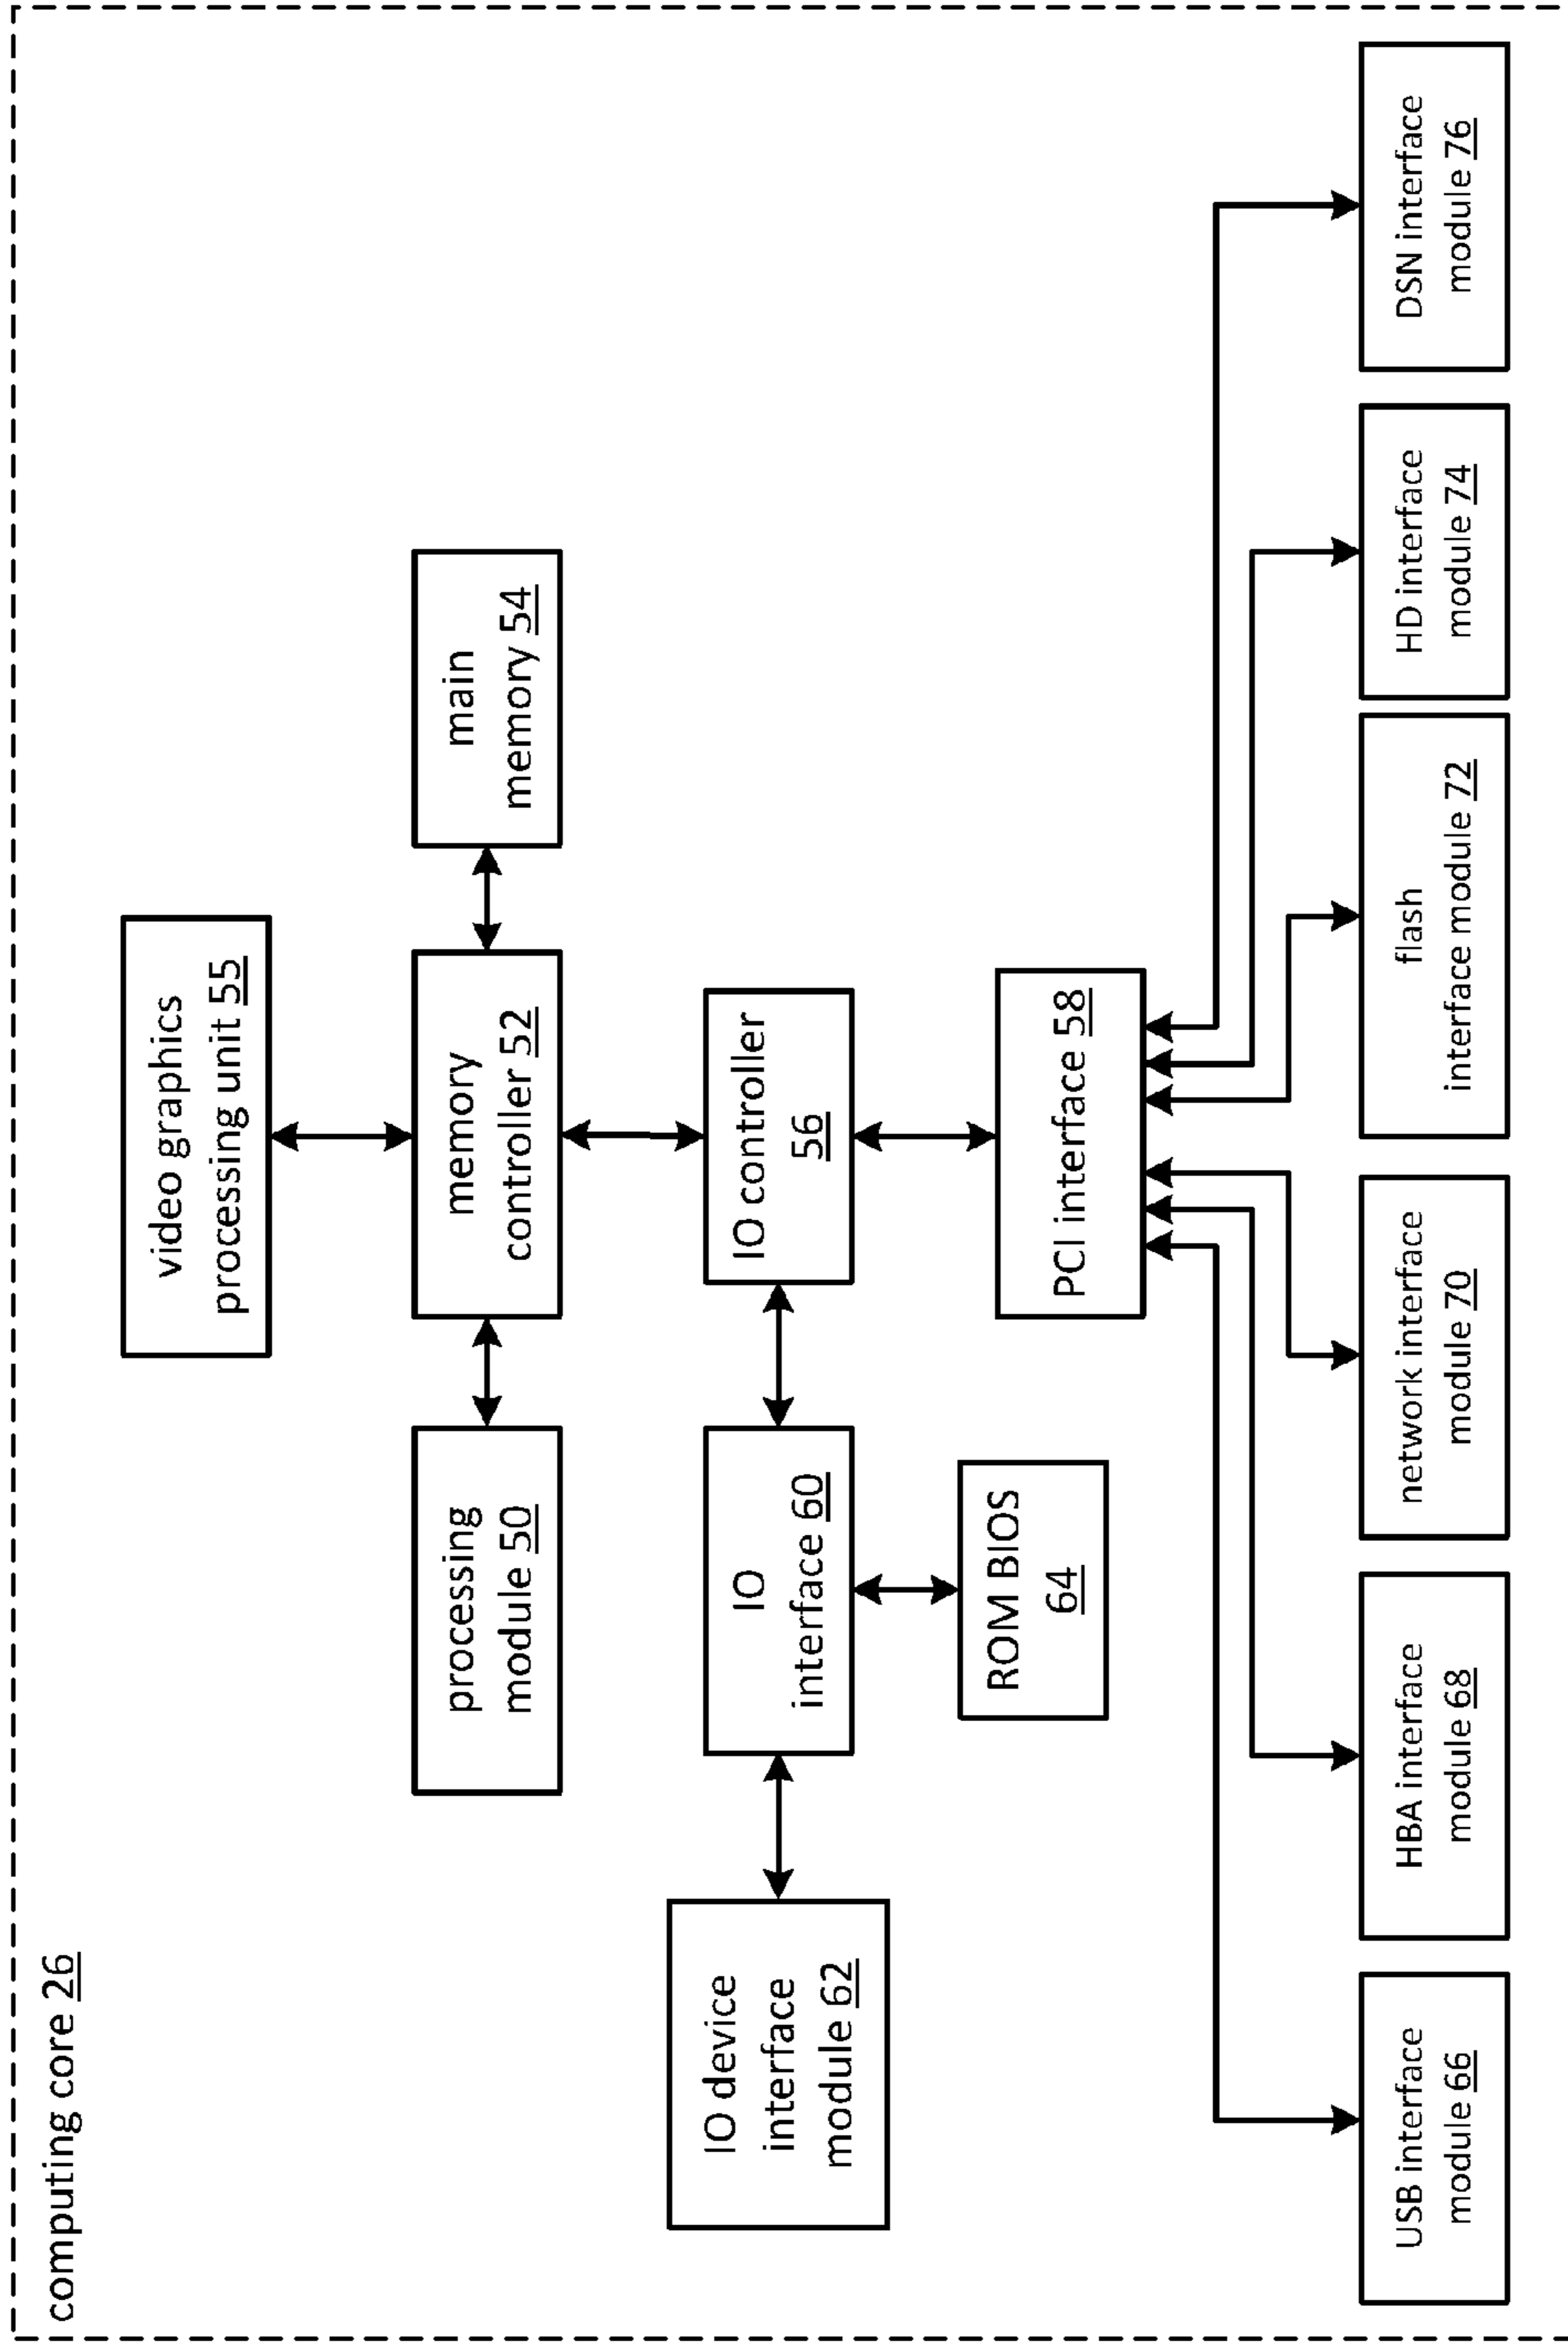 computing core 26
video graphics
processing unit 55
processing
module 50
memory
controller 52
main
memory 54
IO device
interface
module 62
IO
interface 60
IO controller
56
ROM BIOS
64
PCI interface 58
USB interface
module 66
HBA interface
module 68
network interface
module 70
flash
interface module 72
HD interface
module 74
DSN interface
module 76